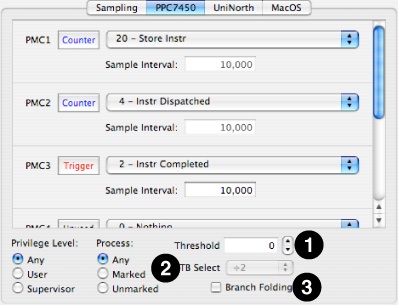 Sampling PPC7450 UniNorth MacOS
PMC1 Counter 20 – Store Instr
Sample Interval: 10,000
PMC2 Counter 4 – Instr Dispatched
Sample Interval: 10,000
PMC3 Trigger 2 – Instr Completed
Sample Interval: 10,000
0 – Nothing
Privilege Level: Process: Threshold 0 1
Any Any
User Marked 2 TB Select ÷2
Supervisor Unmarked Branch Folding 3